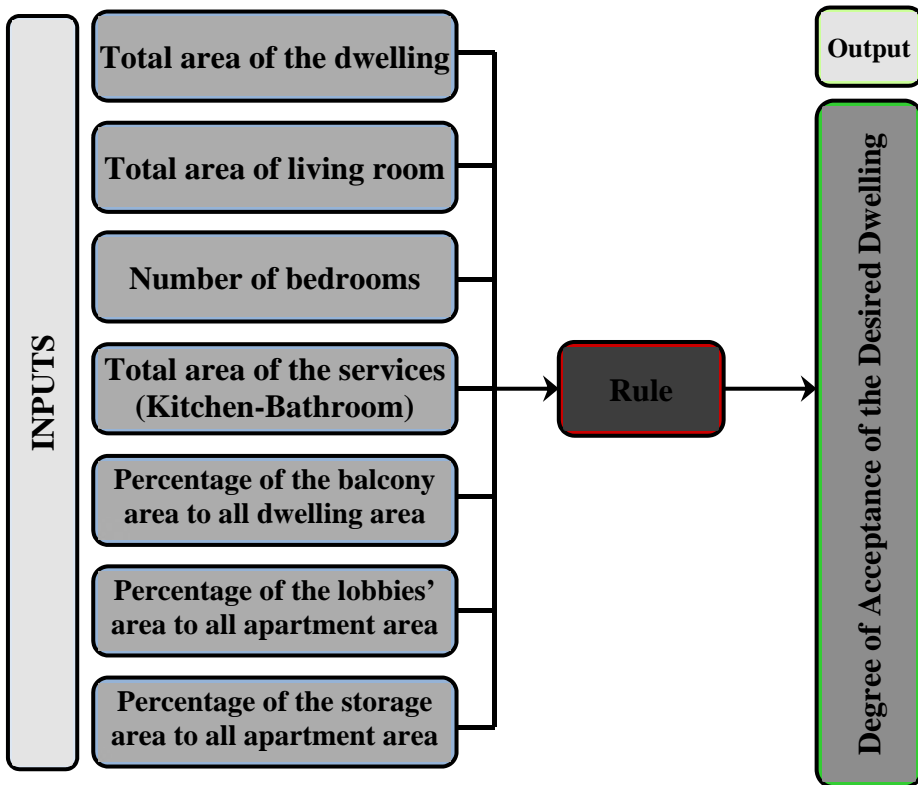 INPUTS
Total area of the dwelling
Total area of living room
Number of bedrooms
Total area of the services
(Kitchen-Bathroom)
Percentage of the balcony
area to all dwelling area
Percentage of the lobbies’
area to all apartment area
Percentage of the storage
area to all apartment area
Rule
Output
Degree of Acceptance of the Desired Dwelling